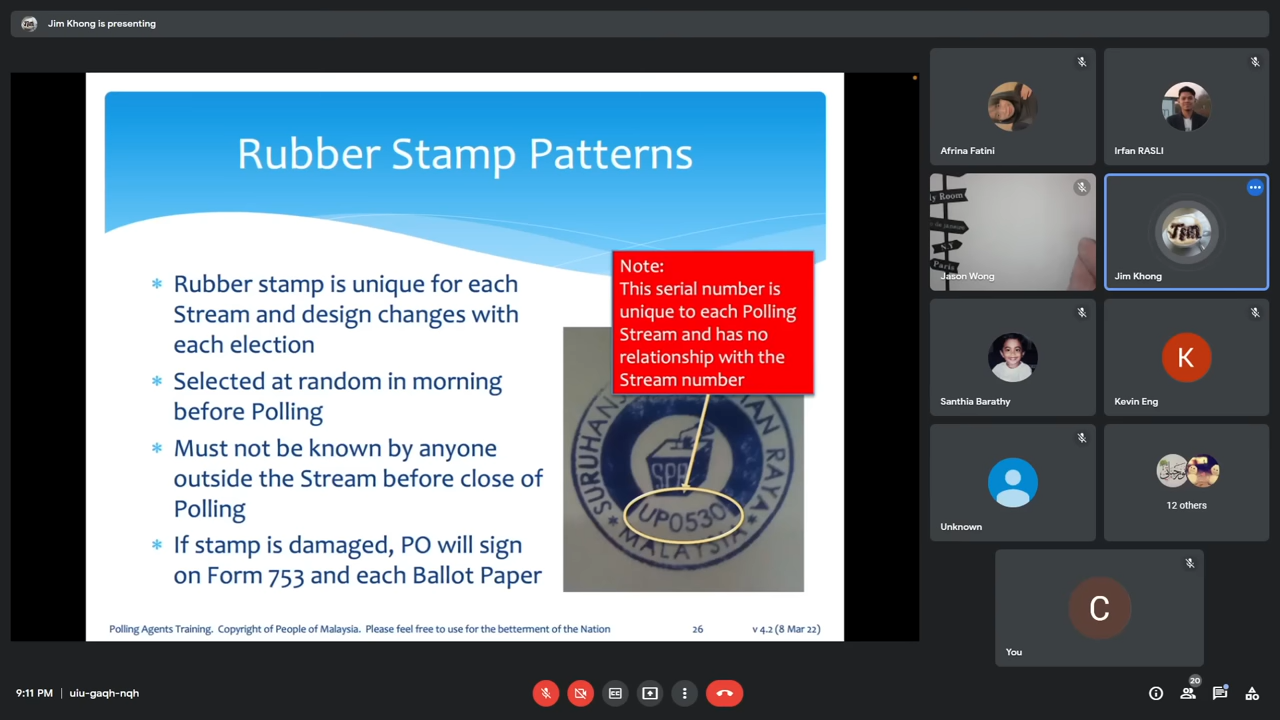 Jim Khong is presenting
Rubber Stamp Patterns
* Rubber stamp is unique for each
Stream and design changes with
each election
* Selected at random in morning
before Polling
* Must not be known by anyone
outside the Stream before close of
Polling
* If stamp is damaged, PO will sign
on Form 753 and each Ballot Paper
Note:
This serial number is
unique to each Polling
Stream and has no
relationship with the
Stream number
SPR
UP0530
MALAYSIA
RAYA
Polling Agents Training. Copyright of People of Malaysia. Please feel free to use for the betterment of the Nation
26
v 4.2 (8 Mar 22)
Afrina Fatini
Irfan RASLI
Room
Paris
Jason Wong
Jim
Jim Khong
Santhia Barathy
K
Kevin Eng
Unknown
12 others
C
You
9:11 PM | uiu-gaqh-nqh
20